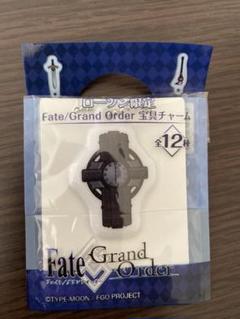 ローソン限定
Fate/Grand Order 宝具チャーム
全12種
Fate
Grand
Order
©TYPE-MOON / FGO PROJECT